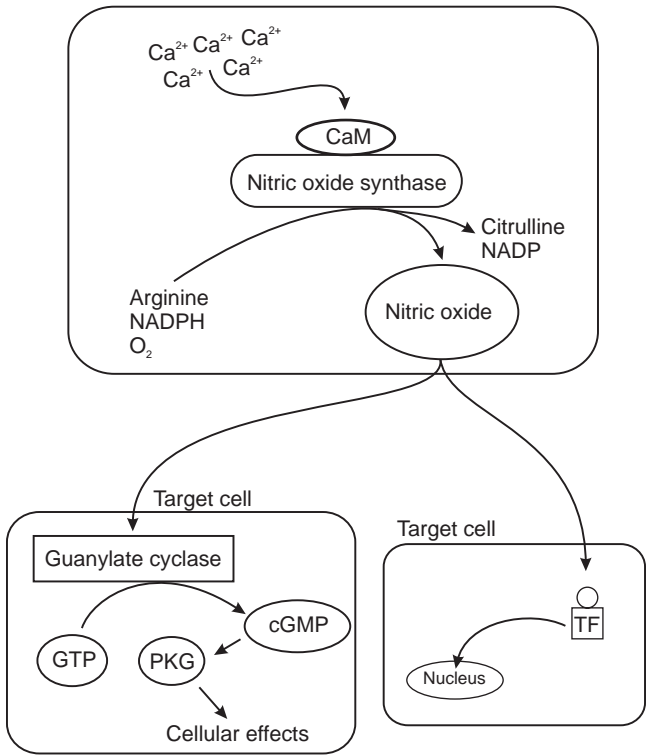 Ca²⁺ Ca²⁺ Ca²⁺
Ca²⁺ Ca²⁺
CaM
Nitric oxide synthase
Citrulline
NADP
Arginine
NADPH
O₂
Nitric oxide
Target cell
Guanylate cyclase
GTP
PKG
cGMP
Cellular effects
Target cell
TF
Nucleus